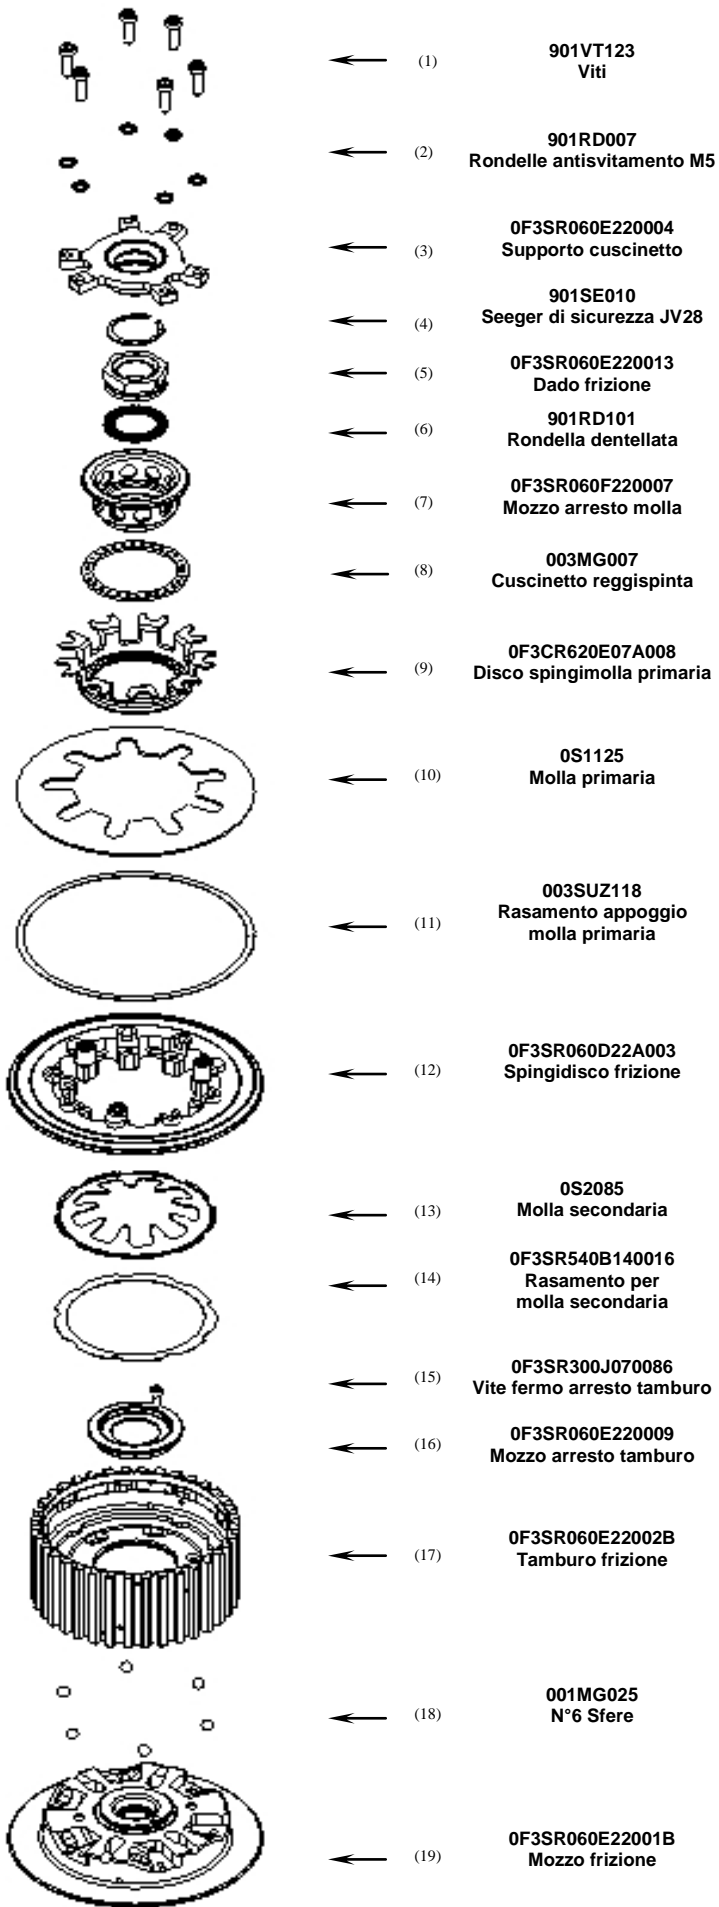 (1) 901VT123
Viti
(2) 901RD007
Rondelle antisvitamento M5
(3) 0F3SR060E220004
Supporto cuscinetto
(4) 901SE010
Seeger di sicurezza JV28
(5) 0F3SR060E220013
Dado frizione
(6) 901RD101
Rondella dentellata
(7) 0F3SR060F220007
Mozzo arresto molla
(8) 003MG007
Cuscinetto reggispinta
(9) 0F3CR620E07A008
Disco spingimolla primaria
(10) 0S1125
Molla primaria
(11) 003SUZ118
Rasamento appoggio
molla primaria
(12) 0F3SR060D22A003
Spingidisco frizione
(13) 0S2085
Molla secondaria
(14) 0F3SR540B140016
Rasamento per
molla secondaria
(15) 0F3SR300J070086
Vite fermo arresto tamburo
(16) 0F3SR060E220009
Mozzo arresto tamburo
(17) 0F3SR060E22002B
Tamburo frizione
(18) 001MG025
N°6 Sfere
(19) 0F3SR060E22001B
Mozzo frizione